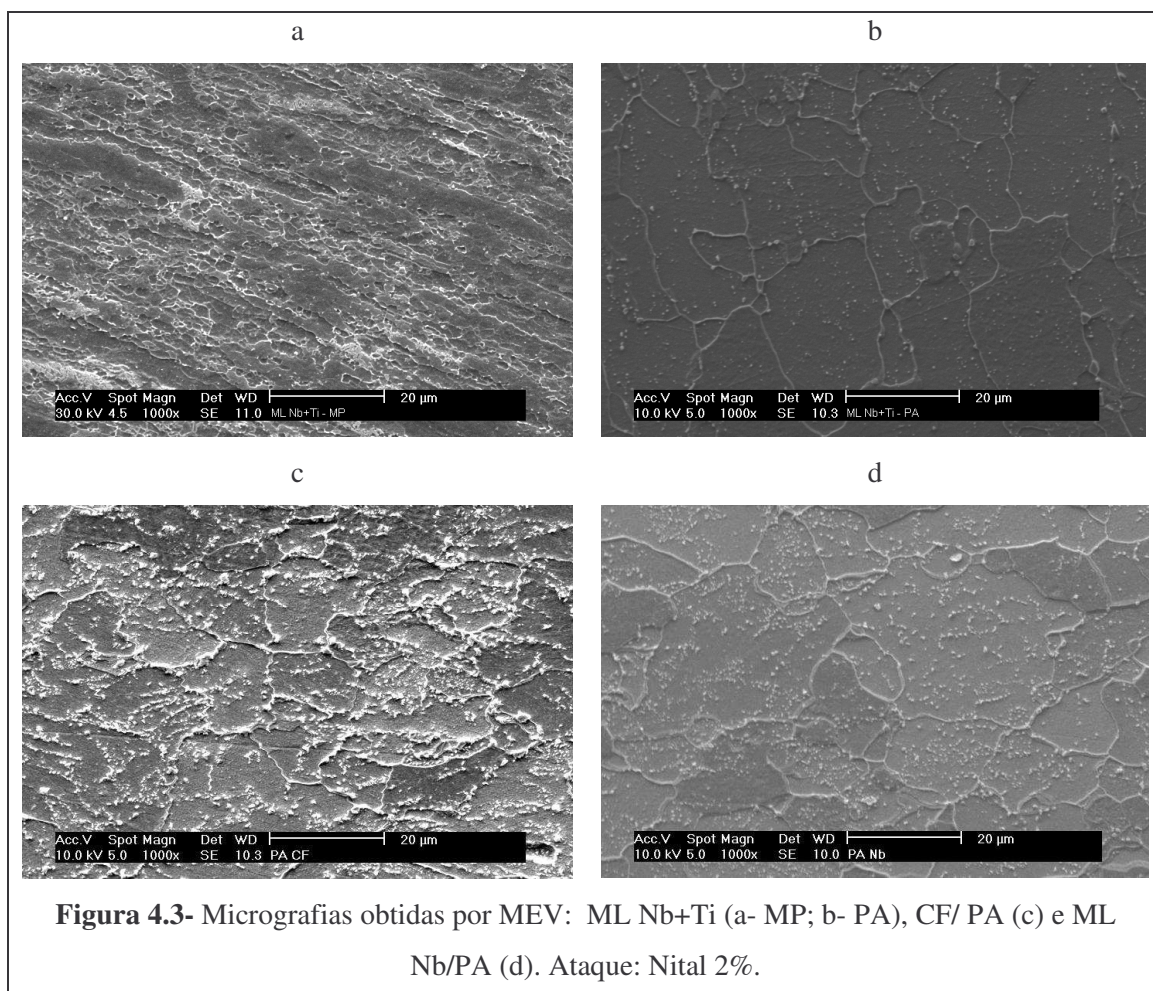 a
b
Acc.V Spot Magn Det WD 20 µm
30.0 kV 4.5 1000x SE 11.0 ML Nb+Ti - MP
Acc.V Spot Magn Det WD 20 µm
10.0 kV 5.0 1000x SE 10.3 ML Nb+Ti - PA
c
d
Acc.V Spot Magn Det WD 20 µm
10.0 kV 5.0 1000x SE 10.3 PA CF
Acc.V Spot Magn Det WD 20 µm
10.0 kV 5.0 1000x SE 10.0 PA Nb
Figura 4.3- Micrografias obtidas por MEV: ML Nb+Ti (a- MP; b- PA), CF/ PA (c) e ML
Nb/PA (d). Ataque: Nital 2%.